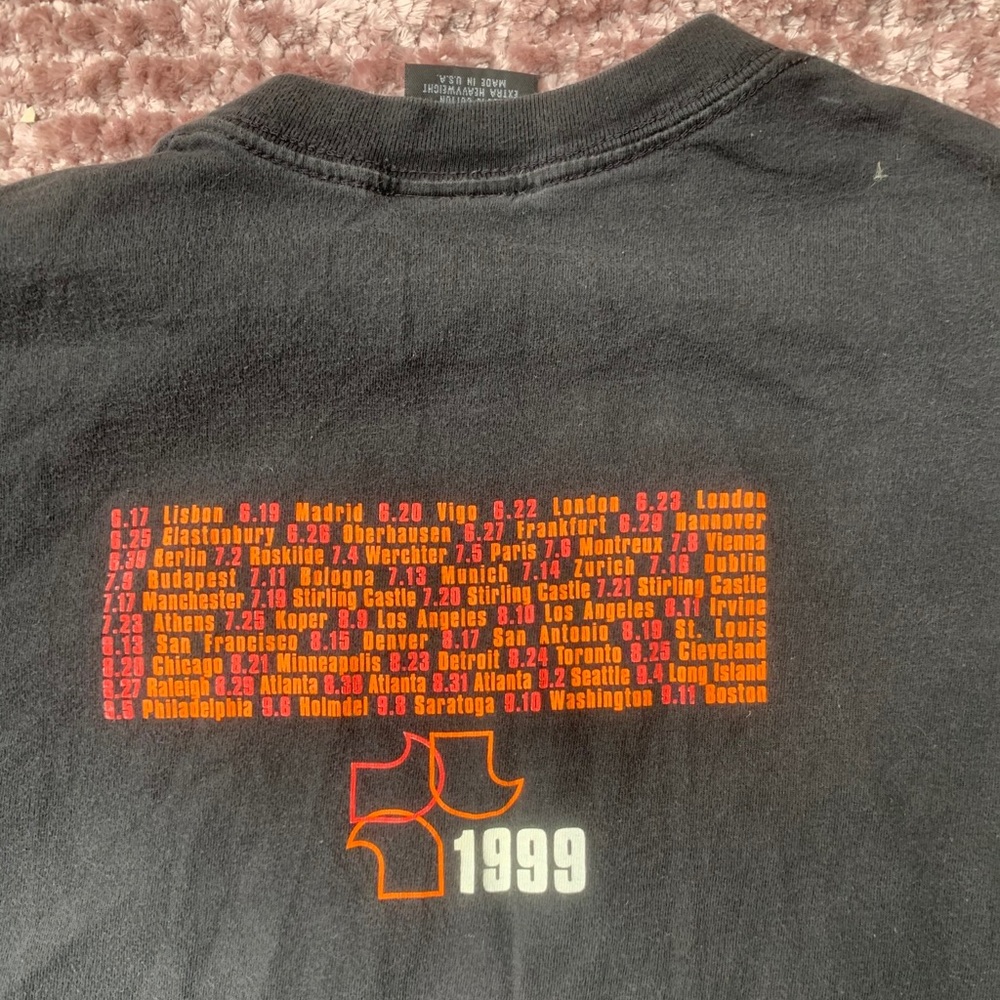 MADE IN U.S.A.
EXTRA HEAVYWEIGHT
COTTON
6.17 Lisbon 6.19 Madrid 6.20 Vigo 6.22 London 6.23 London
6.25 Glastonbury 6.26 Oberhausen 6.27 Frankfurt 6.29 Hannover
6.30 Berlin 7.2 Roskilde 7.4 Werchter 7.5 Paris 7.6 Montreux 7.8 Vienna
7.9 Budapest 7.11 Bologna 7.13 Munich 7.14 Zurich 7.16 Dublin
7.17 Manchester 7.19 Stirling Castle 7.20 Stirling Castle 7.21 Stirling Castle
7.23 Athens 7.25 Koper 8.9 Los Angeles 8.10 Los Angeles 8.11 Irvine
8.13 San Francisco 8.15 Denver 8.17 San Antonio 8.19 St. Louis
8.20 Chicago 8.21 Minneapolis 8.23 Detroit 8.24 Toronto 8.25 Cleveland
8.27 Raleigh 8.29 Atlanta 8.30 Atlanta 8.31 Atlanta 9.2 Seattle 9.4 Long Island
9.5 Philadelphia 9.6 Holmdel 9.8 Saratoga 9.10 Washington 9.11 Boston
1999